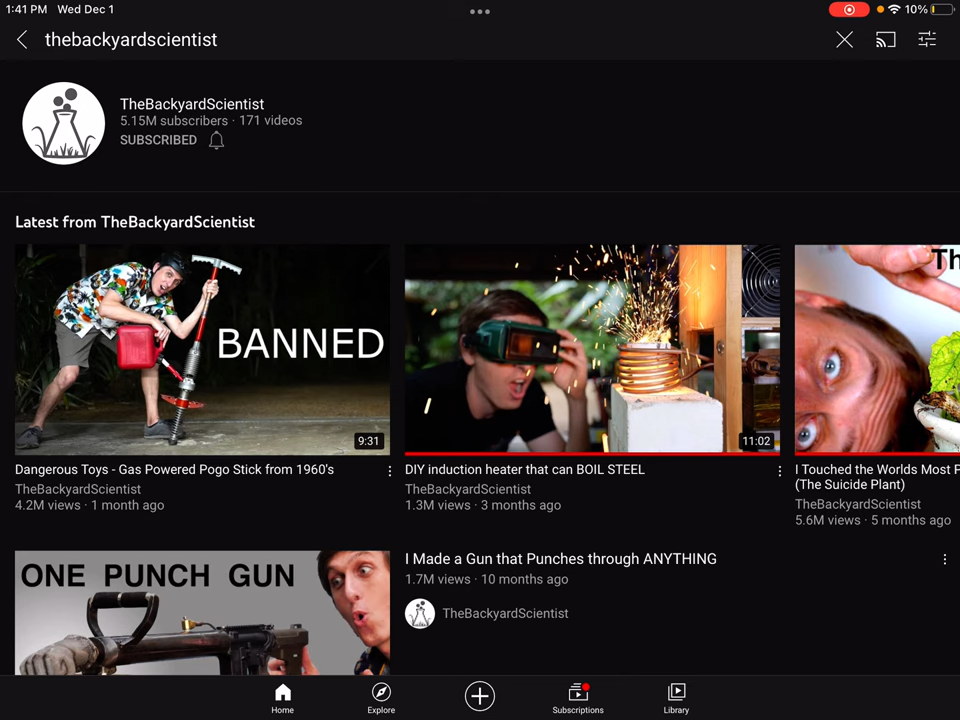 1:41 PM Wed Dec 1
10%
thebackyardscientist
TheBackyardScientist
5.15M subscribers · 171 videos
SUBSCRIBED
Latest from TheBackyardScientist
BANNED
9:31
11:02
Th
Dangerous Toys - Gas Powered Pogo Stick from 1960's
TheBackyardScientist
4.2M views · 1 month ago
DIY induction heater that can BOIL STEEL
TheBackyardScientist
1.3M views · 3 months ago
I Touched the Worlds Most P
(The Suicide Plant)
TheBackyardScientist
5.6M views · 5 months ago
ONE PUNCH GUN
I Made a Gun that Punches through ANYTHING
1.7M views · 10 months ago
TheBackyardScientist
Home
Explore
Subscriptions
Library